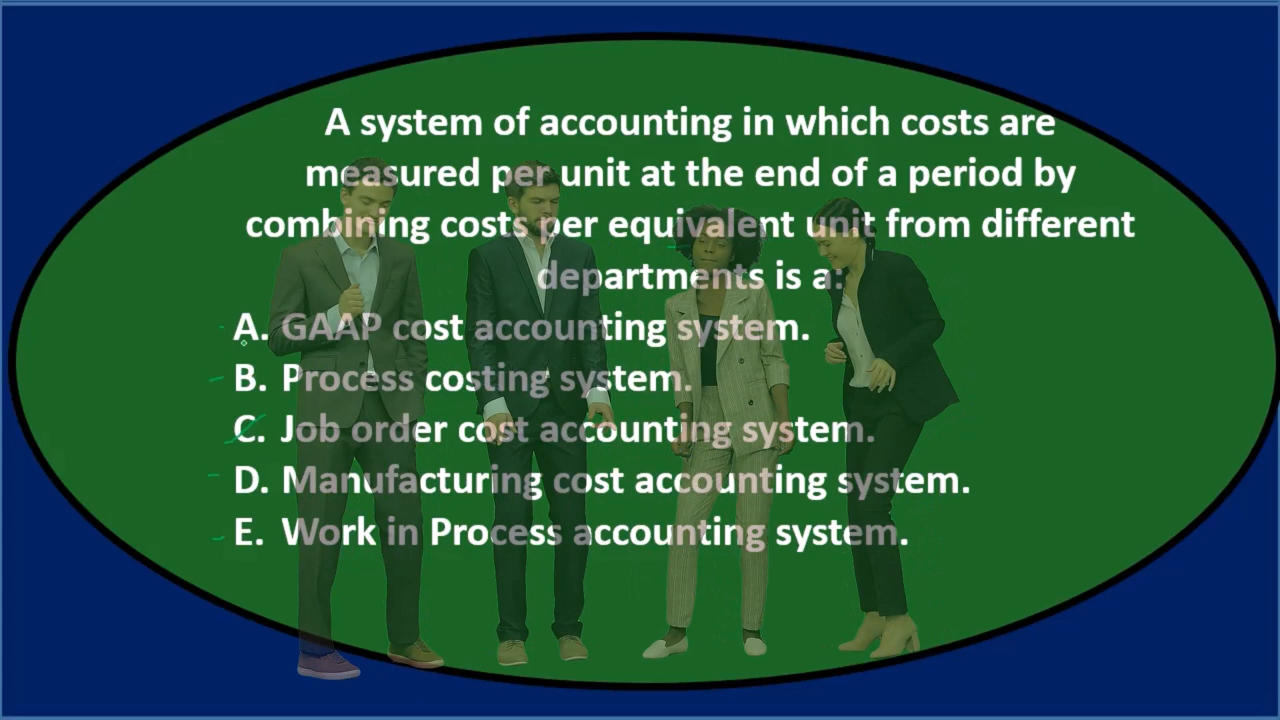 A system of accounting in which costs are
measured per unit at the end of a period by
combining costs per equivalent unit from different
departments is a:
A. GAAP cost accounting system.
B. Process costing system.
C. Job order cost accounting system.
D. Manufacturing cost accounting system.
E. Work in Process accounting system.